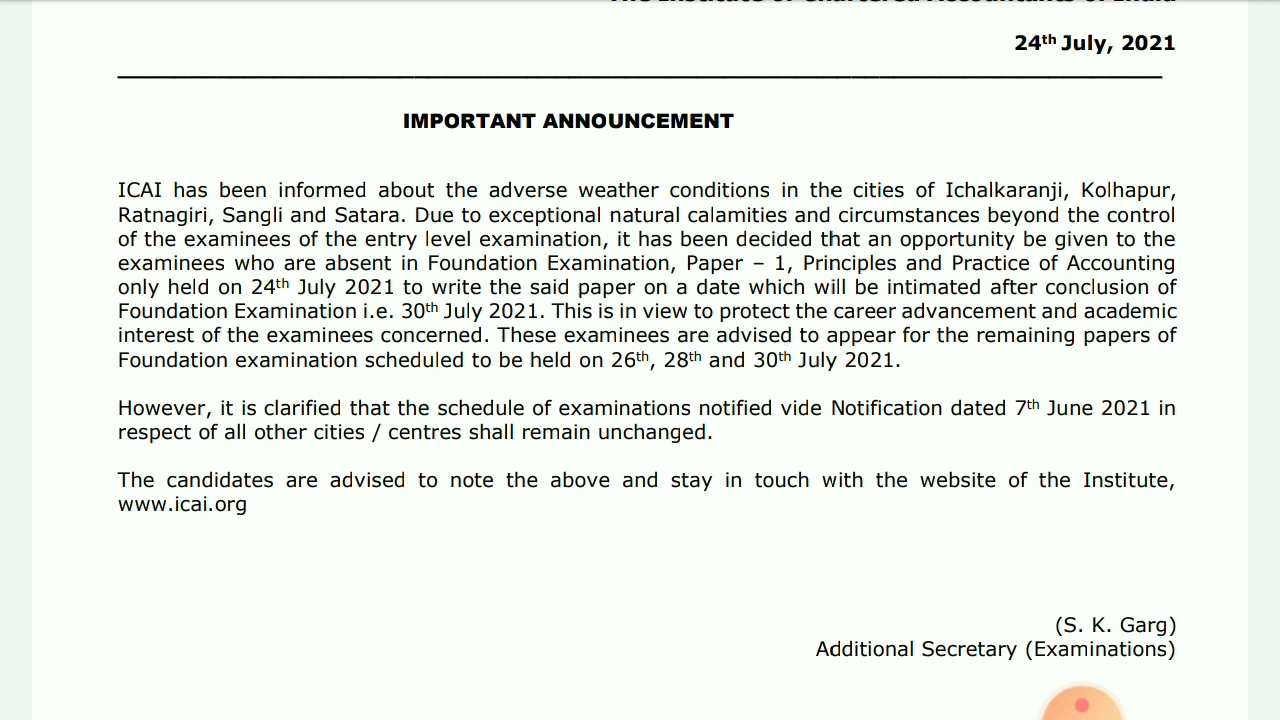 The Institute of Chartered Accountants of India
24th July, 2021
IMPORTANT ANNOUNCEMENT
ICAI has been informed about the adverse weather conditions in the cities of Ichalkaranji, Kolhapur,
Ratnagiri, Sangli and Satara. Due to exceptional natural calamities and circumstances beyond the control
of the examinees of the entry level examination, it has been decided that an opportunity be given to the
examinees who are absent in Foundation Examination, Paper – 1, Principles and Practice of Accounting
only held on 24th July 2021 to write the said paper on a date which will be intimated after conclusion of
Foundation Examination i.e. 30th July 2021. This is in view to protect the career advancement and academic
interest of the examinees concerned. These examinees are advised to appear for the remaining papers of
Foundation examination scheduled to be held on 26th, 28th and 30th July 2021.
However, it is clarified that the schedule of examinations notified vide Notification dated 7th June 2021 in
respect of all other cities / centres shall remain unchanged.
The candidates are advised to note the above and stay in touch with the website of the Institute,
www.icai.org
(S. K. Garg)
Additional Secretary (Examinations)